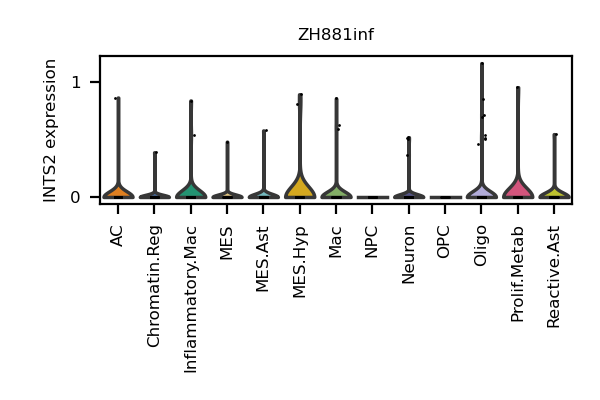 ZH881inf
INTS2 expression
1
0
AC
Chromatin.Reg
Inflammatory.Mac
MES
MES.Ast
MES.Hyp
Mac
NPC
Neuron
OPC
Oligo
Prolif.Metab
Reactive.Ast